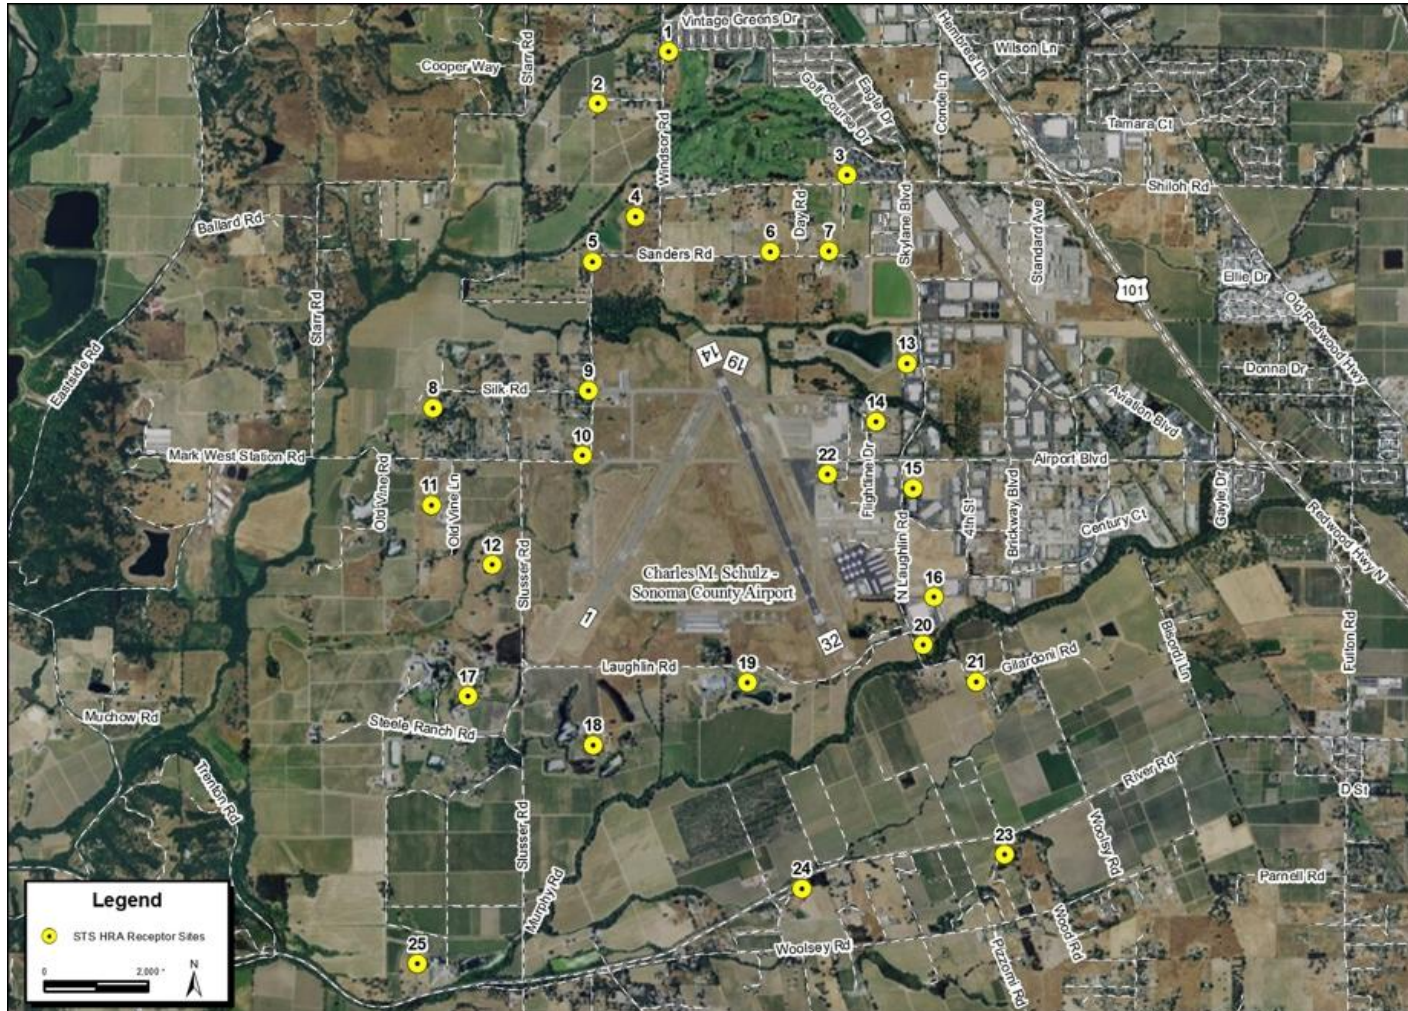 Vintage Greens Dr
1
Hembree Ln
Wilson Ln
Starr Rd
Cooper Way
2
Windsor Rd
Golf Course Dr
Eagle Dr
Conde Ln
Tamara Ct
3
Shiloh Rd
Ballard Rd
4
Day Rd
Skylane Blvd
Standard Ave
5
Sanders Rd
6
7
Ellie Dr
101
Old Redwood Hwy
Starr Rd
Eastside Rd
14
19
13
Donna Dr
8
Silk Rd
9
Aviation Blvd
14
Mark West Station Rd
10
Airport Blvd
22
Old Vine Rd
11
Old Vine Ln
Flightline Dr
15
4th St
Brickway Blvd
Century Ct
Gayle Dr
Redwood Hwy N
12
Slusser Rd
Charles M. Schulz -
Sonoma County Airport
N Laughlin Rd
16
1
32
20
Bisordi Ln
Fulton Rd
Laughlin Rd
19
21
Gilardoni Rd
17
Muchow Rd
Steele Ranch Rd
18
Trenton Rd
River Rd
D St
Slusser Rd
23
Woolsy Rd
24
Murphy Rd
Parnell Rd
Wood Rd
Woolsey Rd
Pizzorni Rd
25
Legend
STS HRA Receptor Sites
0
2,000 '
N